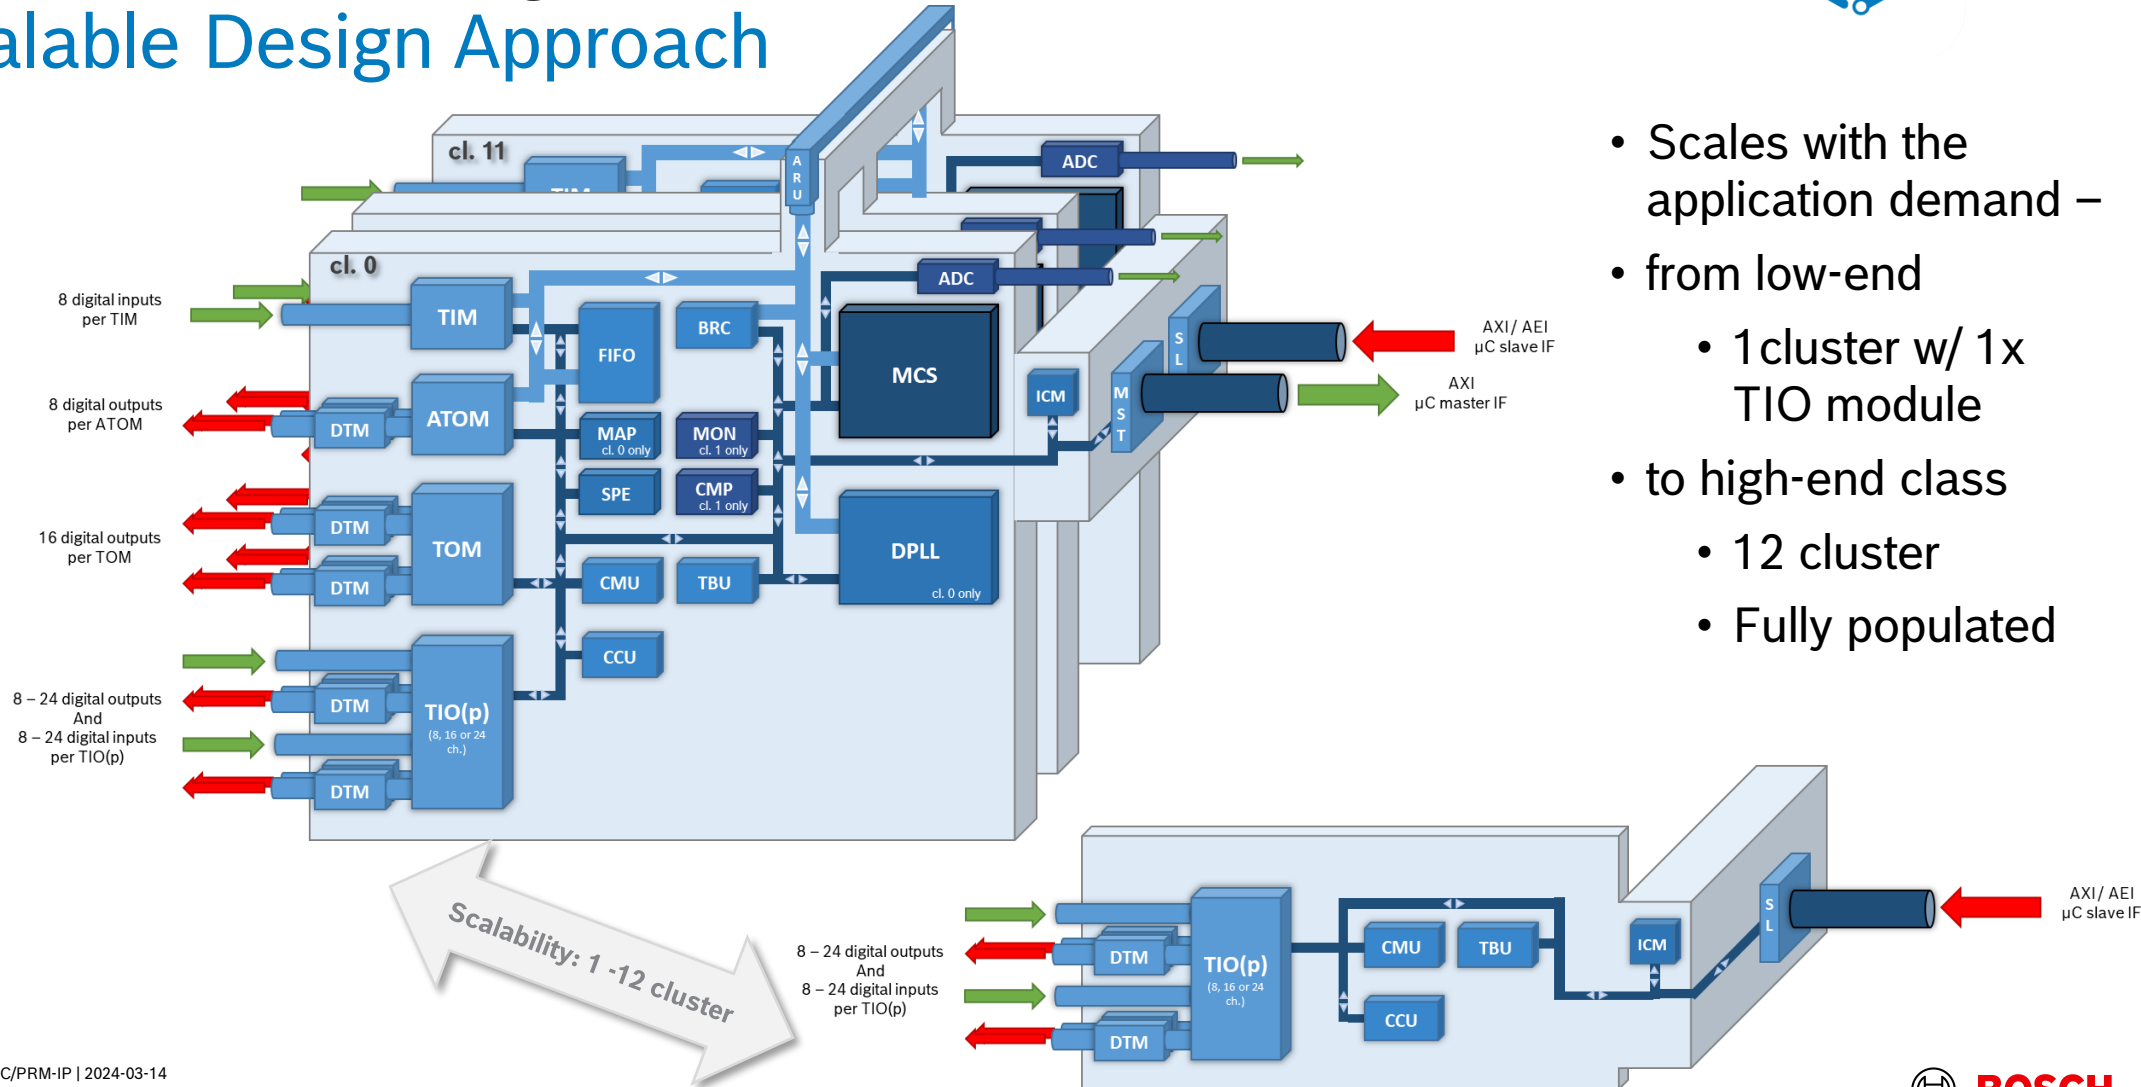 alable Design Approach
cl. 11
TIM
ADC
A
R
U
cl. 0
8 digital inputs
per TIM
TIM
FIFO
BRC
ADC
MCS
8 digital outputs
per ATOM
DTM
ATOM
MAP
cl. 0 only
MON
cl. 1 only
SPE
CMP
cl. 1 only
16 digital outputs
per TOM
DTM
DTM
TOM
CMU
TBU
DPLL
cl. 0 only
CCU
8 – 24 digital outputs
And
8 – 24 digital inputs
per TIO(p)
DTM
DTM
TIO(p)
(8, 16 or 24
ch.)
ICM
M
S
T
S
L
AXI/ AEI
µC slave IF
AXI
µC master IF
• Scales with the
application demand –
• from low-end
• 1cluster w/ 1x
TIO module
• to high-end class
• 12 cluster
• Fully populated
Scalability: 1 -12 cluster
8 – 24 digital outputs
And
8 – 24 digital inputs
per TIO(p)
DTM
DTM
TIO(p)
(8, 16 or 24
ch.)
CMU
TBU
CCU
ICM
S
L
AXI/ AEI
µC slave IF
C/PRM-IP | 2024-03-14
BOSCH